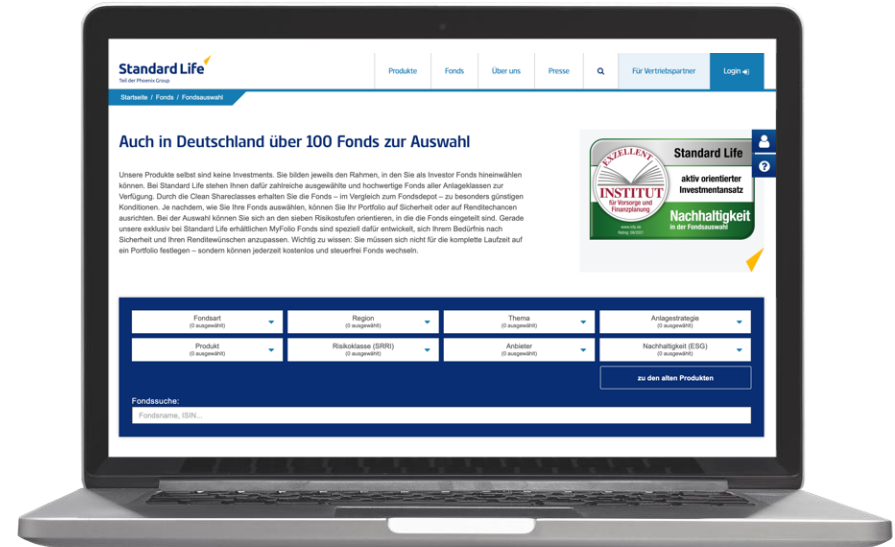 Standard Life
Teil der Phoenix Group
Produkte
Fonds
Über uns
Presse
Für Vertriebspartner
Login
Startseite / Fonds / Fondsauswahl
Auch in Deutschland über 100 Fonds zur Auswahl
Unsere Produkte selbst sind keine Investments. Sie bilden jeweils den Rahmen, in den Sie als Investor Fonds hineinwählen
können. Bei Standard Life stehen Ihnen dafür zahlreiche ausgewählte und hochwertige Fonds aller Anlageklassen zur
Verfügung. Durch die Clean Shareclasses erhalten Sie die Fonds – im Vergleich zum Fondsdepot – zu besonders günstigen
Konditionen. Je nachdem, wie Sie Ihre Fonds auswählen, können Sie Ihr Portfolio auf Sicherheit oder auf Renditechancen
ausrichten. Bei der Auswahl können Sie sich an den sieben Risikostufen orientieren, in die die Fonds eingeteilt sind. Gerade
unsere exklusiv bei Standard Life erhältlichen MyFolio Fonds sind speziell dafür entwickelt, sich Ihrem Bedürfnis nach
Sicherheit und Ihren Renditewünschen anzupassen. Wichtig zu wissen: Sie müssen sich nicht für die komplette Laufzeit auf
ein Portfolio festlegen – sondern können jederzeit kostenlos und steuerfrei Fonds wechseln.
EXZELLENT
INSTITUT
für Vorsorge und
Finanzplanung
Standard Life
aktiv orientierter
Investmentansatz
Nachhaltigkeit
in der Fondsauswahl
?
Fondsart
(0 ausgewählt)
Region
(0 ausgewählt)
Thema
(0 ausgewählt)
Anlagestrategie
(0 ausgewählt)
Produkt
(0 ausgewählt)
Risikoklasse (SRRI)
(0 ausgewählt)
Anbieter
(0 ausgewählt)
Nachhaltigkeit (ESG)
(0 ausgewählt)
zu den alten Produkten
Fondssuche:
Fondsname, ISIN...